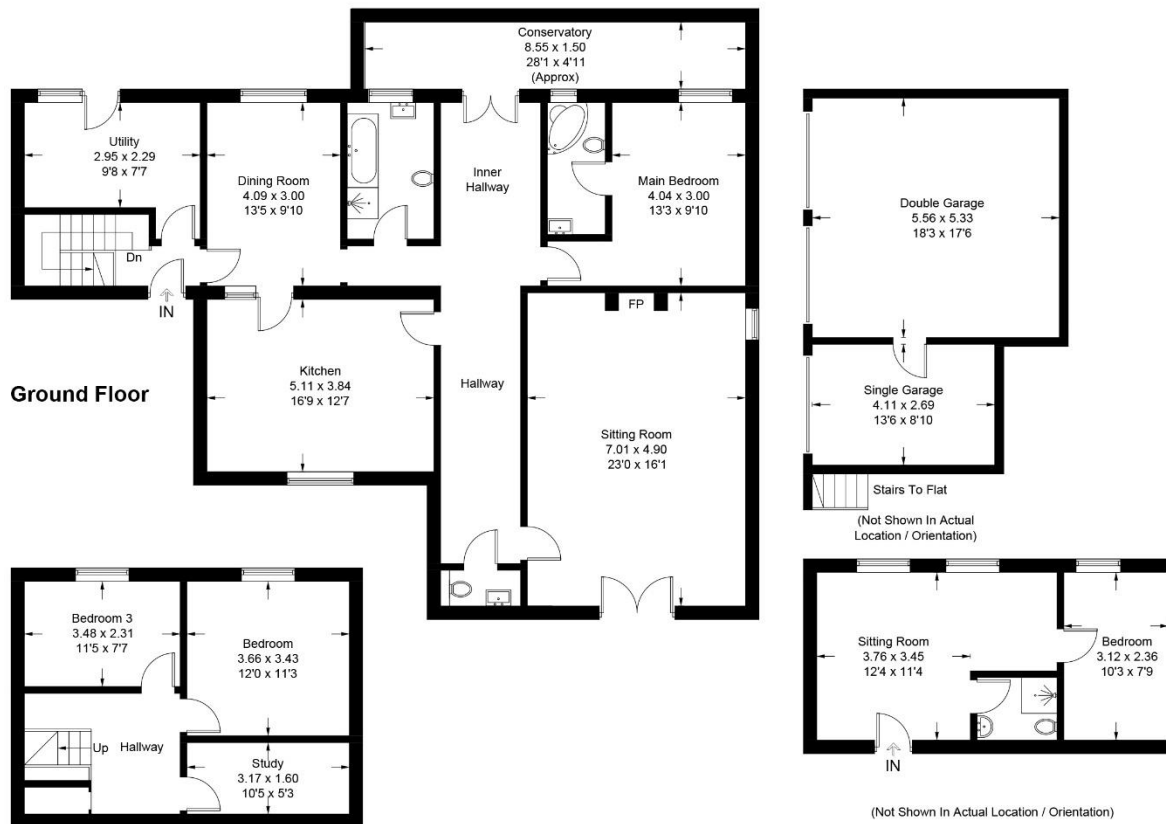 Conservatory
8.55 x 1.50
28'1 x 4'11
(Approx)
Utility
2.95 x 2.29
9'8 x 7'7
Dining Room
4.09 x 3.00
13'5 x 9'10
Inner
Hallway
Main Bedroom
4.04 x 3.00
13'3 x 9'10
Double Garage
5.56 x 5.33
18'3 x 17'6
Dn
IN
FP
Ground Floor
Kitchen
5.11 x 3.84
16'9 x 12'7
Hallway
Sitting Room
7.01 x 4.90
23'0 x 16'1
Single Garage
4.11 x 2.69
13'6 x 8'10
Stairs To Flat
(Not Shown In Actual
Location / Orientation)
Bedroom 3
3.48 x 2.31
11'5 x 7'7
Bedroom
3.66 x 3.43
12'0 x 11'3
Up
Hallway
Study
3.17 x 1.60
10'5 x 5'3
Sitting Room
3.76 x 3.45
12'4 x 11'4
Bedroom
3.12 x 2.36
10'3 x 7'9
IN
(Not Shown In Actual Location / Orientation)